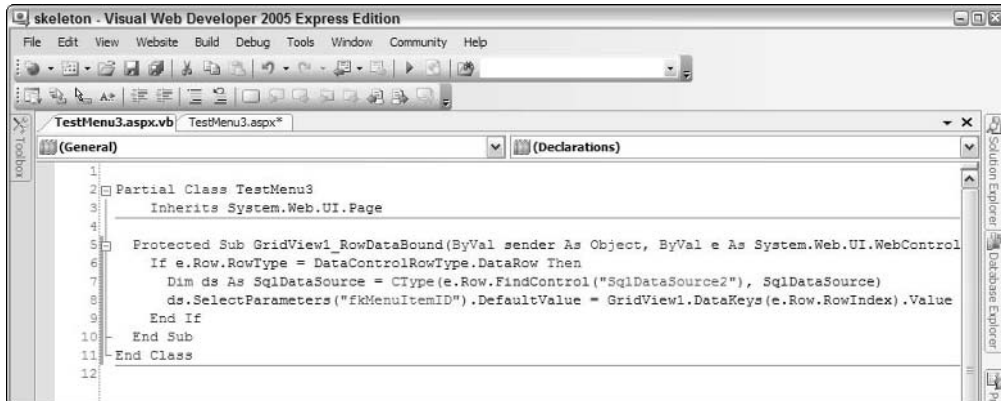 skeleton - Visual Web Developer 2005 Express Edition
File Edit View Website Build Debug Tools Window Community Help
TestMenu3.aspx.vb TestMenu3.aspx*
Toolbox
(General) (Declarations)
1
2 Partial Class TestMenu3
3 Inherits System.Web.UI.Page
4
5 Protected Sub GridView1_RowDataBound(ByVal sender As Object, ByVal e As System.Web.UI.WebControl
6 If e.Row.RowType = DataControlRowType.DataRow Then
7 Dim ds As SqlDataSource = CType(e.Row.FindControl("SqlDataSource2"), SqlDataSource)
8 ds.SelectParameters("fkMenuItemID").DefaultValue = GridView1.DataKeys(e.Row.RowIndex).Value
9 End If
10 End Sub
11 End Class
12
Solution Explorer
Database Explorer